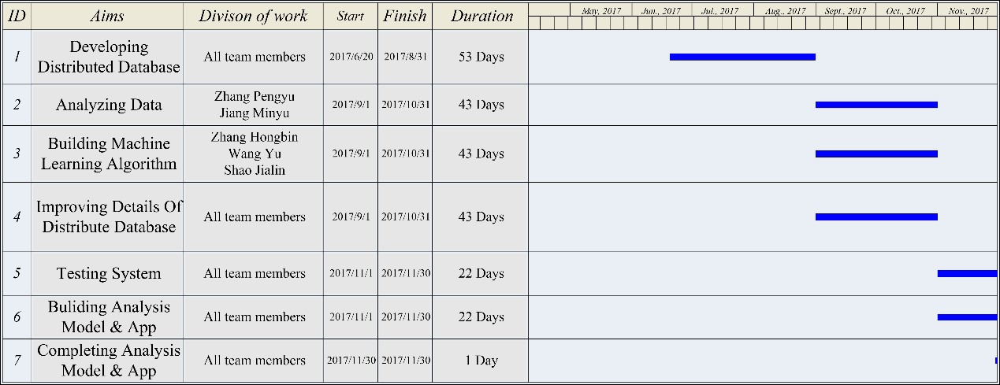 ID Aims Divison of work Start Finish Duration May, 2017 Jun., 2017 Jul., 2017 Aug., 2017 Sept., 2017 Oct., 2017 Nov., 2017
1 Developing Distributed Database All team members 2017/6/20 2017/8/31 53 Days
2 Analyzing Data Zhang Pengyu Jiang Minyu 2017/9/1 2017/10/31 43 Days
3 Building Machine Learning Algorithm Zhang Hongbin Wang Yu Shao Jialin 2017/9/1 2017/10/31 43 Days
4 Improving Details Of Distribute Database All team members 2017/9/1 2017/10/31 43 Days
5 Testing System All team members 2017/11/1 2017/11/30 22 Days
6 Buliding Analysis Model & App All team members 2017/11/1 2017/11/30 22 Days
7 Completing Analysis Model & App All team members 2017/11/30 2017/11/30 1 Day